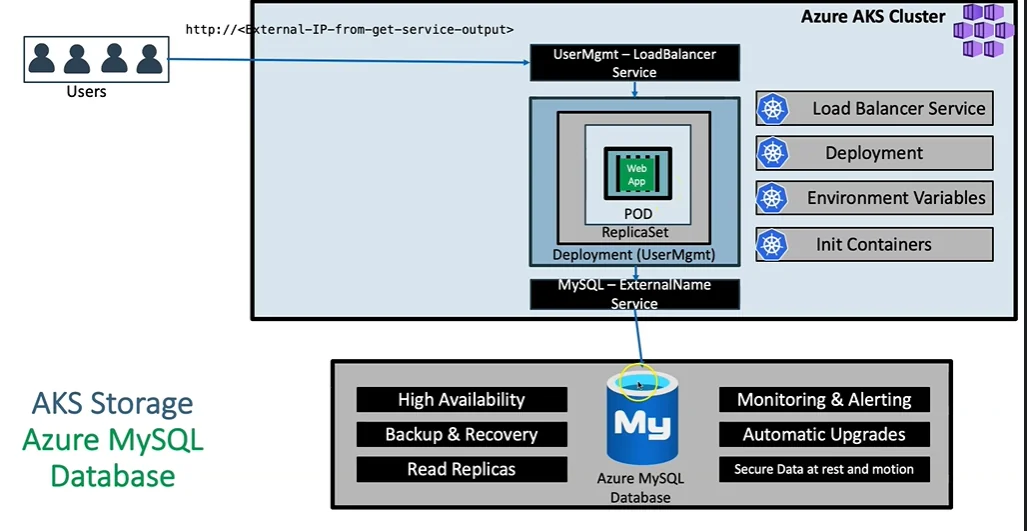 Azure AKS Cluster
http://<External-IP-from-get-service-output>
Users
UserMgmt – LoadBalancer
Service
Web
App
POD
ReplicaSet
Deployment (UserMgmt)
MySQL – ExternalName
Service
Load Balancer Service
Deployment
Environment Variables
Init Containers
AKS Storage
Azure MySQL
Database
High Availability
Backup & Recovery
Read Replicas
My
Azure MySQL
Database
Monitoring & Alerting
Automatic Upgrades
Secure Data at rest and motion